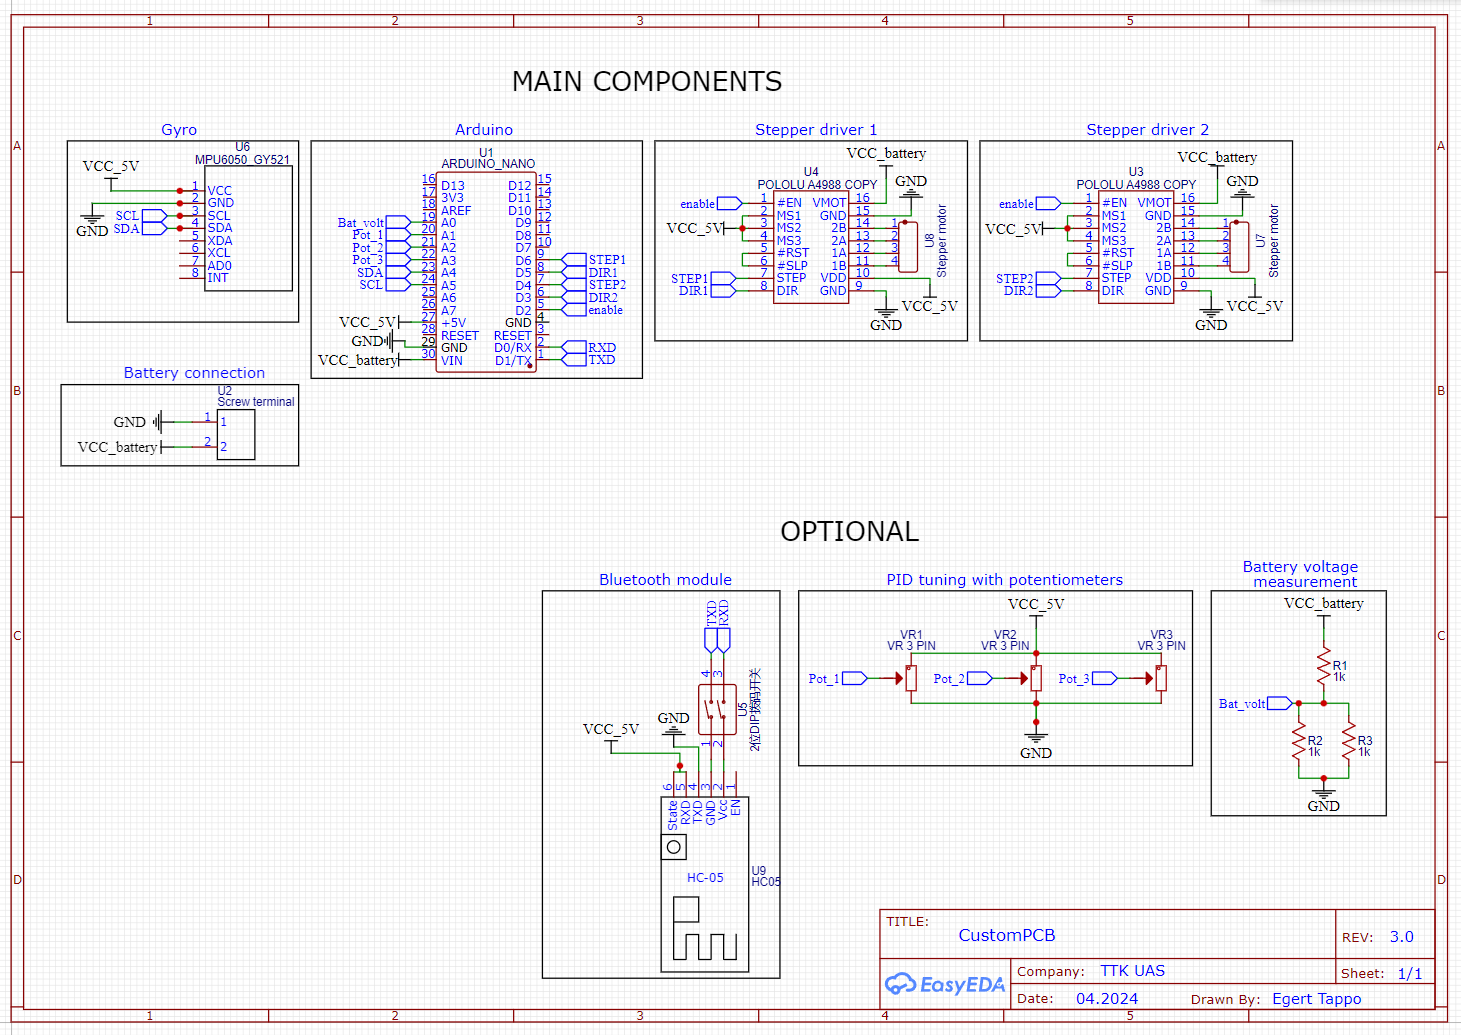 1 2 3 4 5
MAIN COMPONENTS
A A
Gyro
U6
MPU6050_GY521
VCC_5V
GND
SCL
SDA
1 VCC
2 GND
3 SCL
4 SDA
5 XDA
6 XCL
7 AD0
8 INT
Arduino
U1
ARDUINO_NANO
16 D13 D12 15
17 3V3 D11 14
18 AREF D10 13
Bat_volt 19 A0 D9 12
Pot_1 20 A1 D8 11
Pot_2 21 A2 D7 10
Pot_3 22 A3 D6 9 STEP1
SDA 23 A4 D5 8 DIR1
SCL 24 A5 D4 7 STEP2
25 A6 D3 6 DIR2
26 A7 D2 5 enable
VCC_5V 27 +5V GND 4
28 RESET RESET 3
GND 29 GND D0/RX 2 RXD
VCC_battery 30 VIN D1/TX 1 TXD
Stepper driver 1
VCC_battery
U4
POLOLU A4988 COPY
GND
enable 1 #EN VMOT 16
2 MS1 GND 15
VCC_5V 3 MS2 2B 14 1
4 MS3 2A 13 2
5 #RST 1A 12 3
6 #SLP 1B 11 4
STEP1 7 STEP VDD 10
DIR1 8 DIR GND 9
U8
Stepper motor
VCC_5V
GND
Stepper driver 2
VCC_battery
U3
POLOLU A4988 COPY
GND
enable 1 #EN VMOT 16
2 MS1 GND 15
VCC_5V 3 MS2 2B 14 1
4 MS3 2A 13 2
5 #RST 1A 12 3
6 #SLP 1B 11 4
STEP2 7 STEP VDD 10
DIR2 8 DIR GND 9
U7
Stepper motor
VCC_5V
GND
B B
Battery connection
U2
Screw terminal
GND 1 1
VCC_battery 2 2
OPTIONAL
C C
Bluetooth module
TXD
RXD
4 3
U5
2位DIP拨码开关
1 2
VCC_5V
GND
6 5 4 3 2 1
State
RXD
TXD
GND
Vcc
EN
HC-05
U9
HC05
PID tuning with potentiometers
VCC_5V
VR1 VR2 VR3
VR 3 PIN VR 3 PIN VR 3 PIN
Pot_1 Pot_2 Pot_3
GND
Battery voltage
measurement
VCC_battery
R1
1k
Bat_volt
R2 R3
1k 1k
GND
D D
TITLE:
CustomPCB
REV: 3.0
EasyEDA
Company: TTK UAS
Sheet: 1/1
Date: 04.2024
Drawn By: Egert Tappo
1 2 3 4 5